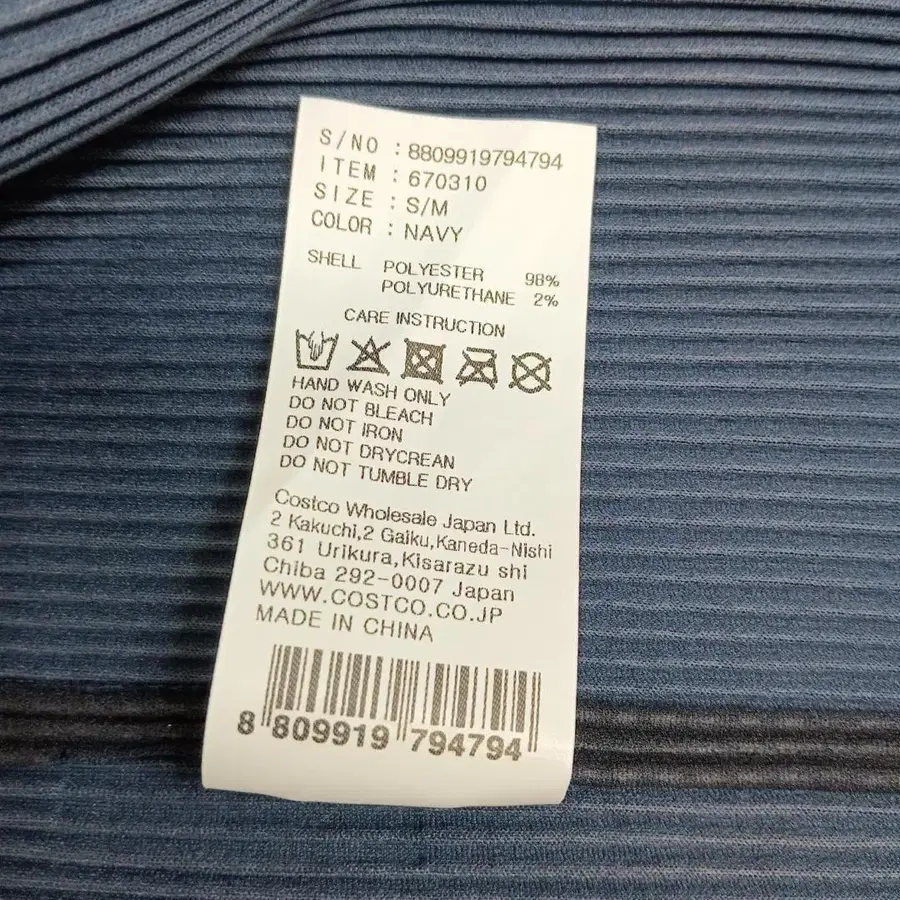 S/NO : 8809919794794
ITEM : 670310
SIZE : S/M
COLOR : NAVY
SHELL POLYESTER 98%
POLYURETHANE 2%
CARE INSTRUCTION
HAND WASH ONLY
DO NOT BLEACH
DO NOT IRON
DO NOT DRYCREAN
DO NOT TUMBLE DRY
Costco Wholesale Japan Ltd.
2 Kakuchi,2 Gaiku,Kaneda-Nishi
361 Urikura,Kisarazu shi
Chiba 292-0007 Japan
WWW.COSTCO.CO.JP
MADE IN CHINA
8 809919 794794